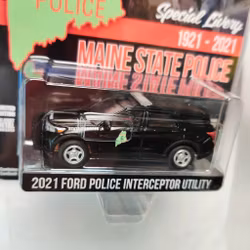 POLICE
Special Livery
1921 - 2021
MAINE STATE POLICE
2021 FORD POLICE INTERCEPTOR UTILITY